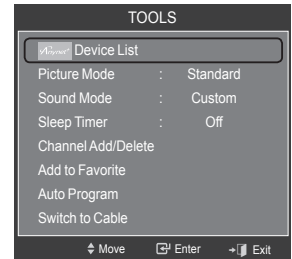 TOOLS
Device List
Picture Mode : Standard
Sound Mode : Custom
Sleep Timer : Off
Channel Add/Delete
Add to Favorite
Auto Program
Switch to Cable
Move Enter Exit